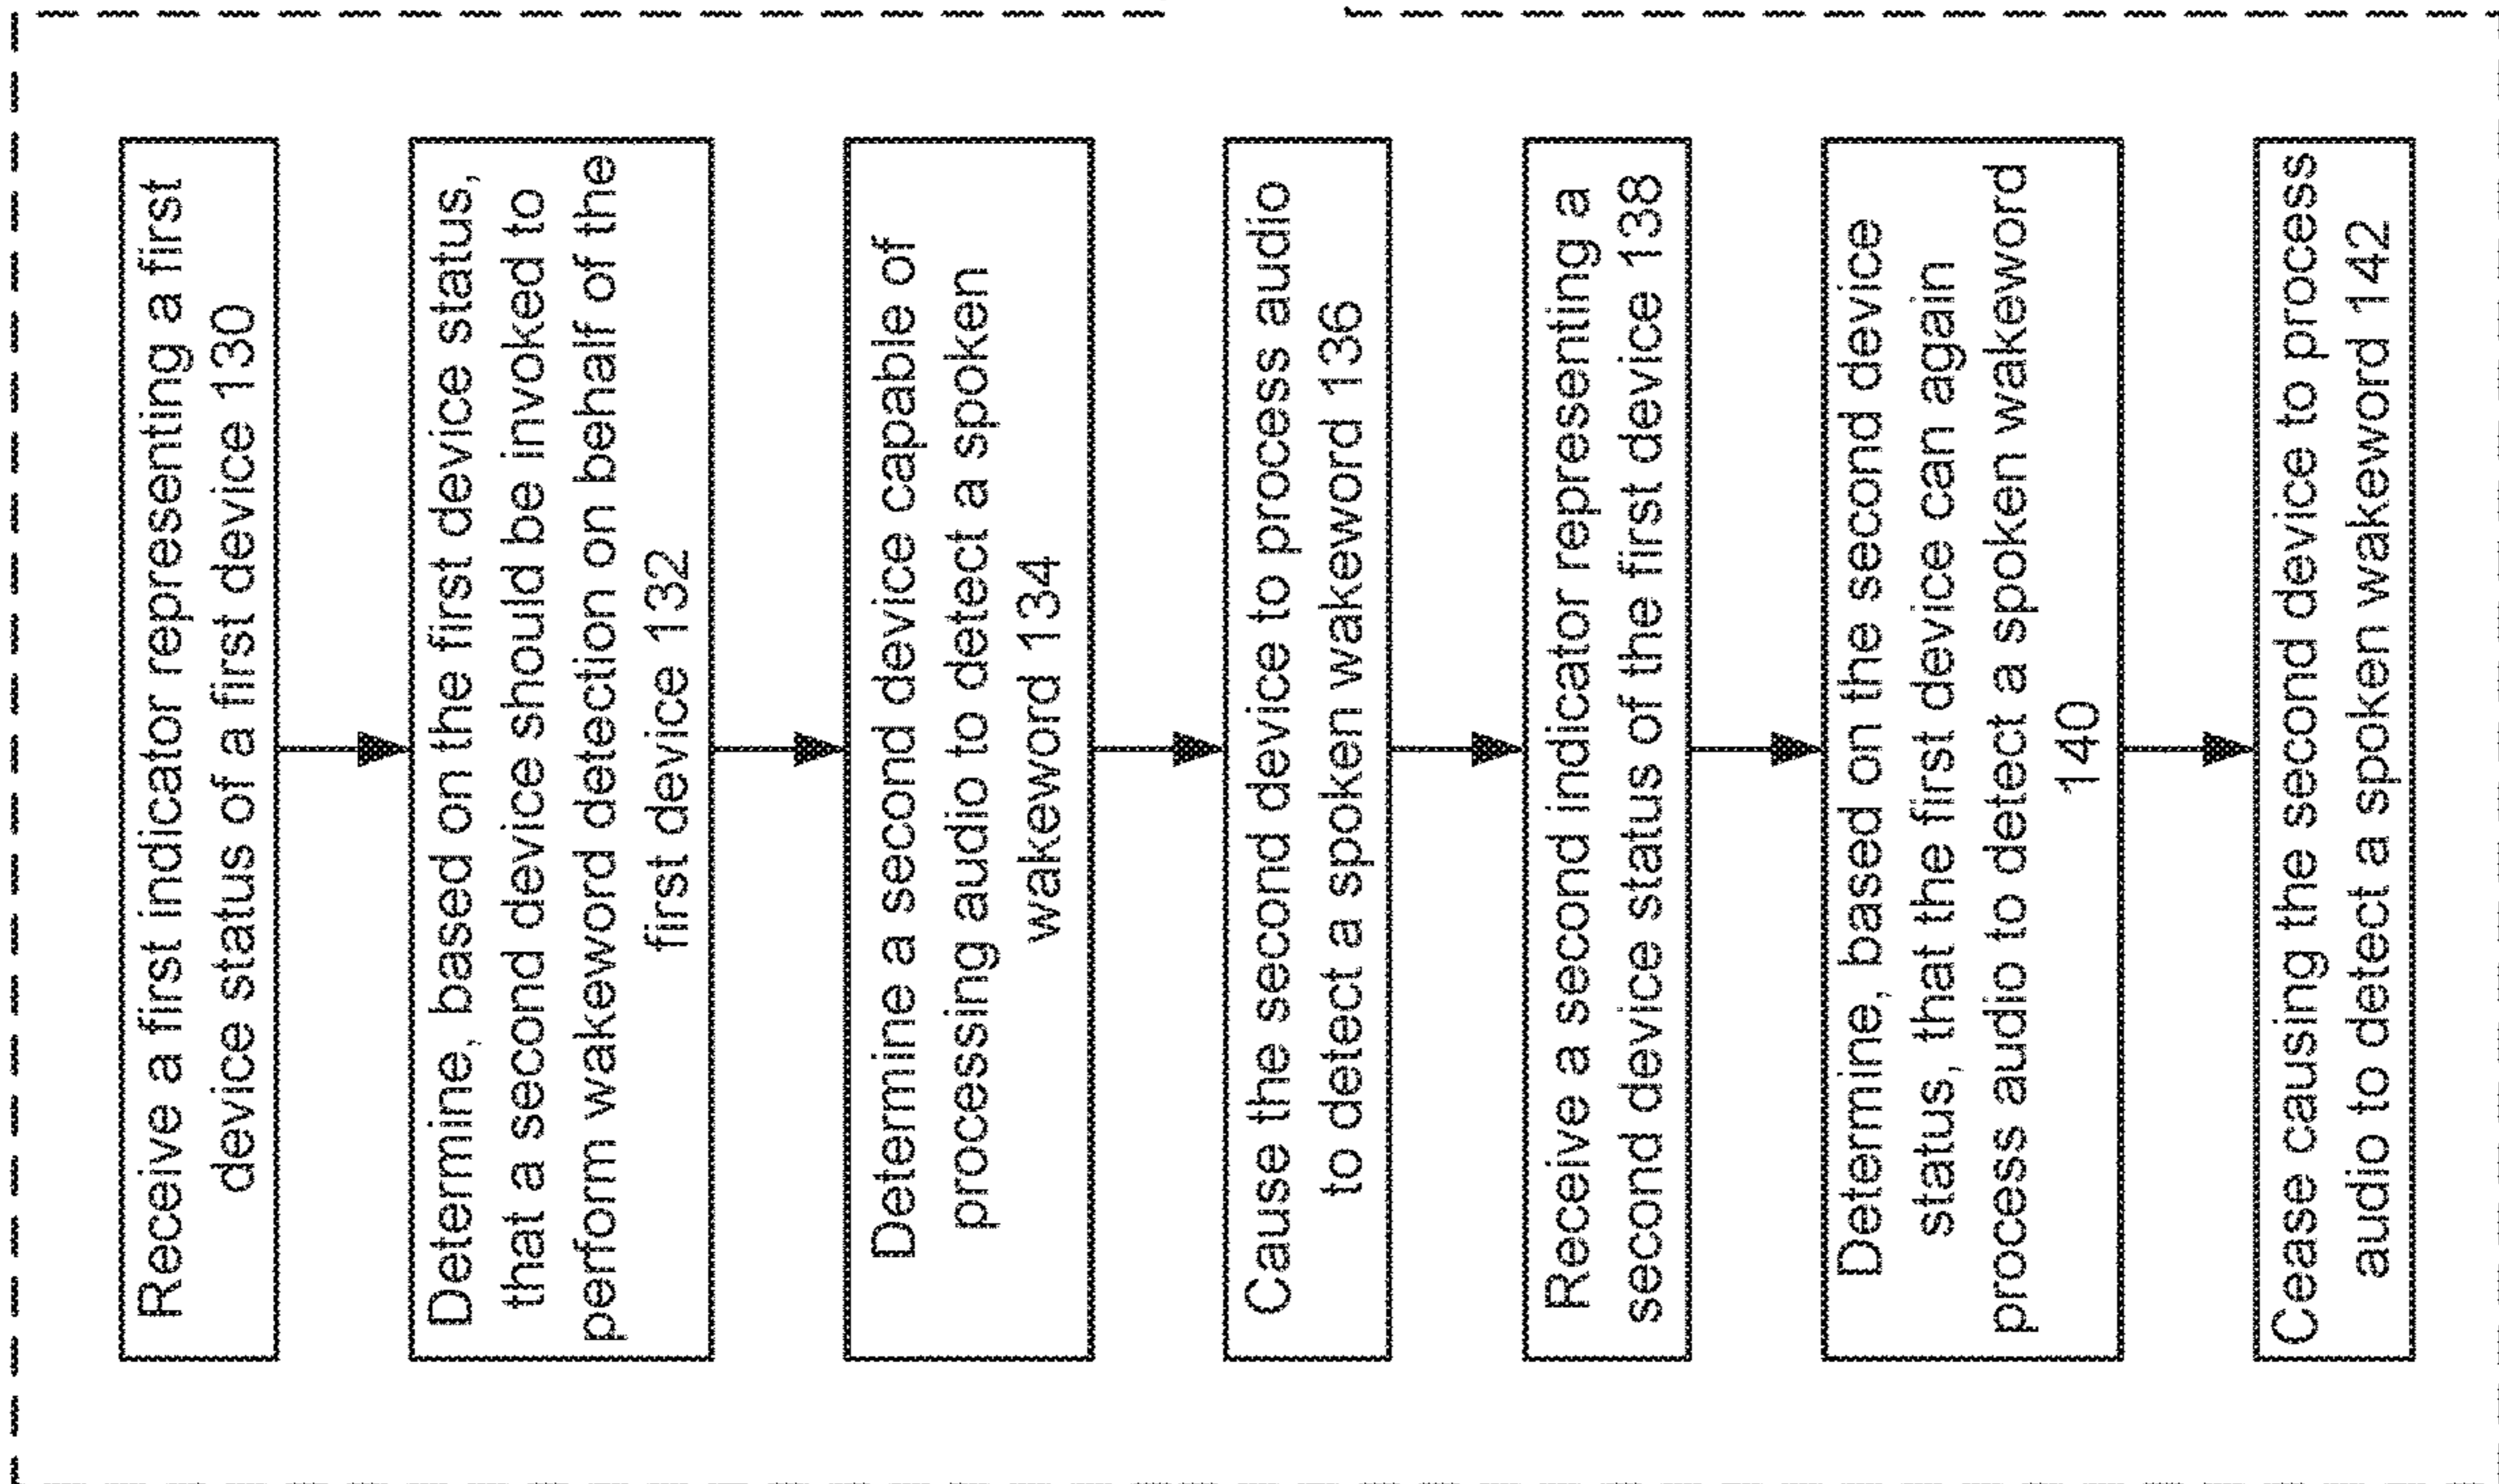 Receive a first indicator representing a first
device status of a first device 130
Determine, based on the first device status,
that a second device should be invoked to
perform wakeword detection on behalf of the
first device 132
Determine a second device capable of
processing audio to detect a spoken
wakeword 134
Cause the second device to process audio
to detect a spoken wakeword 136
Receive a second indicator representing a
second device status of the first device 138
Determine, based on the second device
status, that the first device can again
process audio to detect a spoken wakeword
140
Cease causing the second device to process
audio to detect a spoken wakeword 142